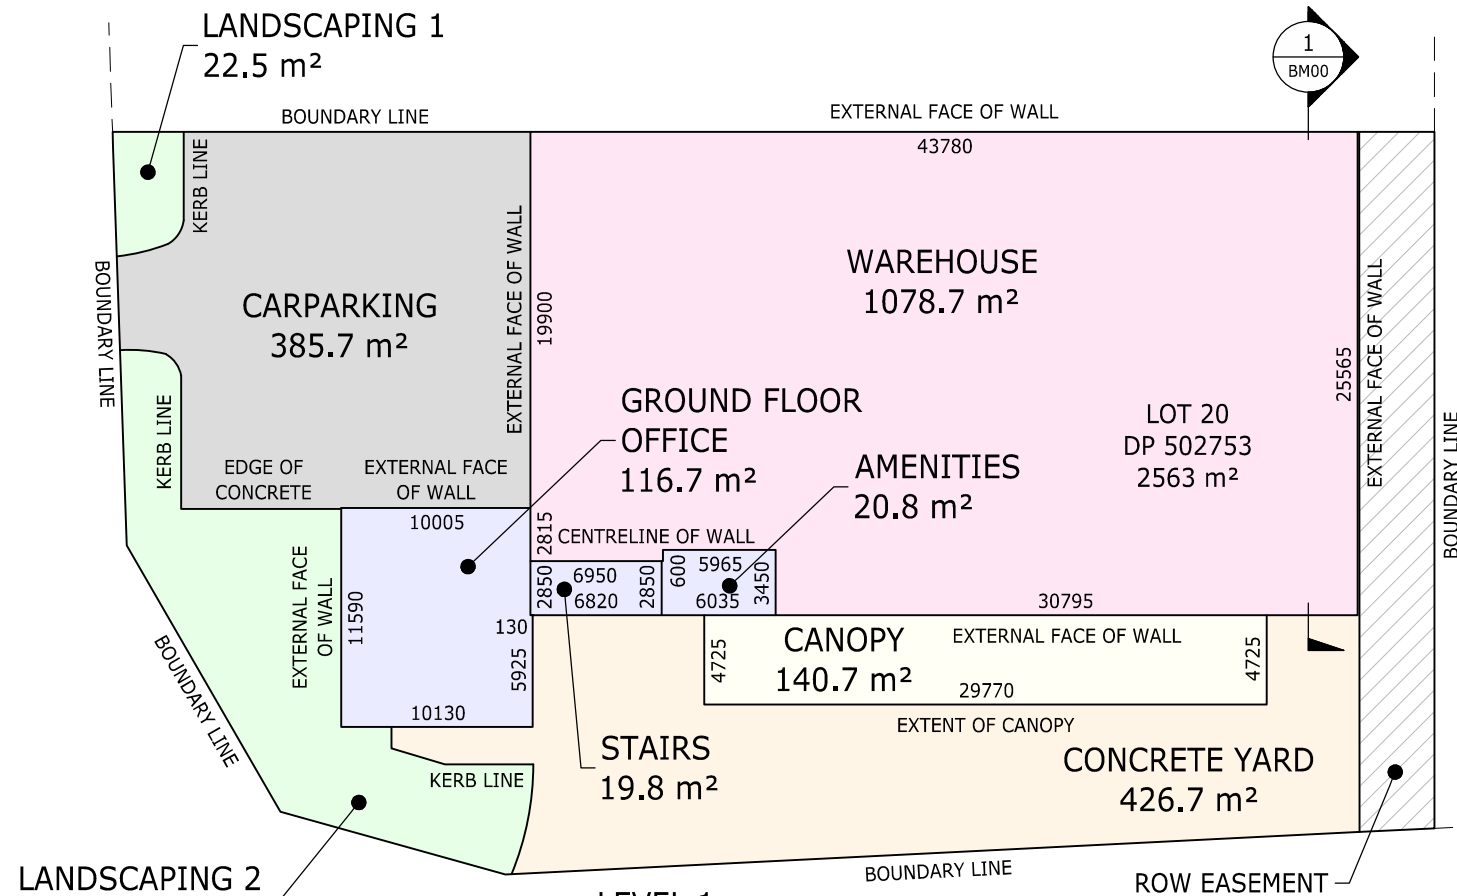 LANDSCAPING 1
22.5 m²
1
BM00
BOUNDARY LINE
EXTERNAL FACE OF WALL
43780
KERB LINE
EXTERNAL FACE OF WALL
19900
WAREHOUSE
1078.7 m²
CARPARKING
385.7 m²
BOUNDARY LINE
EXTERNAL FACE OF WALL
25565
BOUNDARY LINE
GROUND FLOOR
OFFICE
116.7 m²
LOT 20
DP 502753
2563 m²
AMENITIES
20.8 m²
KERB LINE
EDGE OF
CONCRETE
EXTERNAL FACE
OF WALL
10005
2815
CENTRELINE OF WALL
2850
6950
6820
2850
600
5965
6035
3450
30795
EXTERNAL FACE
OF WALL
11590
130
5925
10130
4725
CANOPY
140.7 m²
EXTERNAL FACE OF WALL
29770
4725
EXTENT OF CANOPY
BOUNDARY LINE
STAIRS
19.8 m²
KERB LINE
CONCRETE YARD
426.7 m²
BOUNDARY LINE
LANDSCAPING 2
ROW EASEMENT